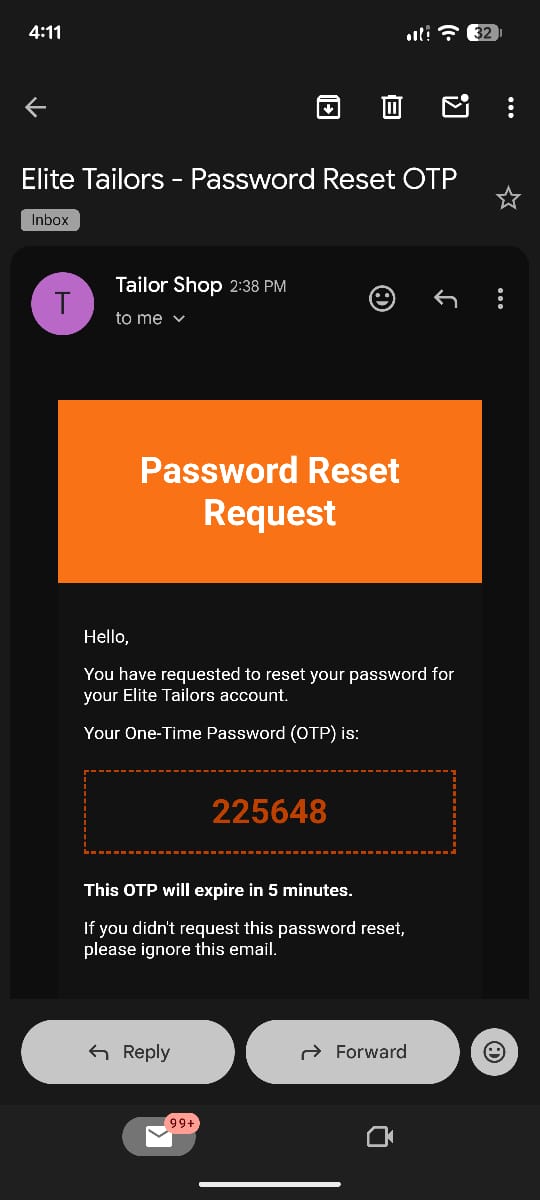 4:11
32
Elite Tailors - Password Reset OTP
Inbox
T
Tailor Shop 2:38 PM
to me
Password Reset
Request
Hello,
You have requested to reset your password for
your Elite Tailors account.
Your One-Time Password (OTP) is:
225648
This OTP will expire in 5 minutes.
If you didn't request this password reset,
please ignore this email.
Reply
Forward
99+